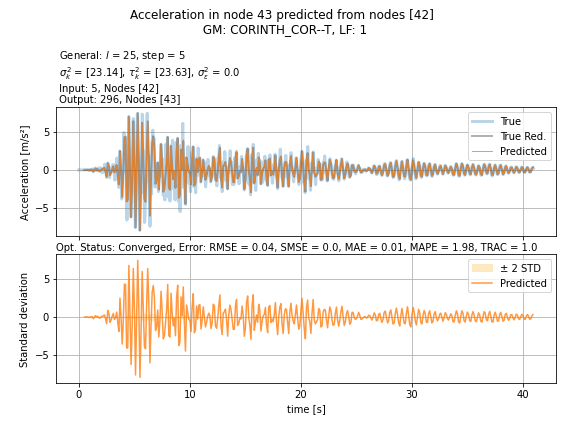 Acceleration in node 43 predicted from nodes [42]
GM: CORINTH_COR--T, LF: 1
General: l = 25, step = 5
σ²ₖ = [23.14], τ²ₖ = [23.63], σ²ε = 0.0
Input: 5, Nodes [42]
Output: 296, Nodes [43]
Acceleration [m/s²]
5
0
−5
True
True Red.
Predicted
Opt. Status: Converged, Error: RMSE = 0.04, SMSE = 0.0, MAE = 0.01, MAPE = 1.98, TRAC = 1.0
Standard deviation
5
0
−5
± 2 STD
Predicted
0 10 20 30 40
time [s]